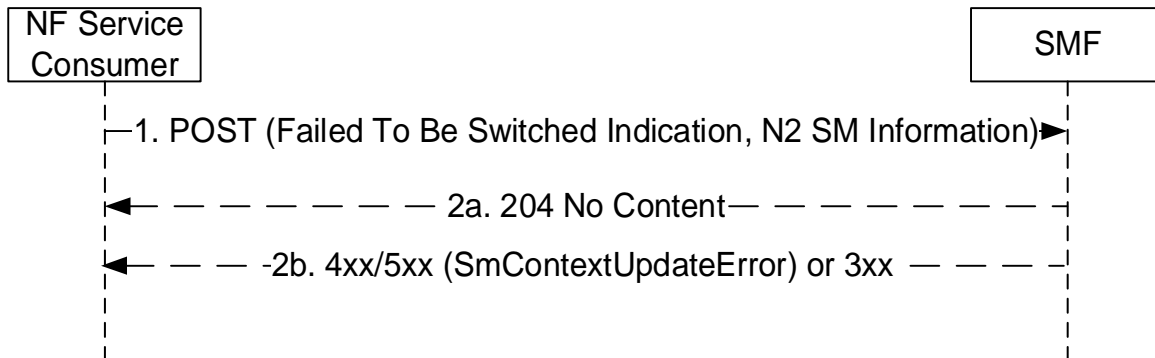 NF Service
Consumer
SMF
1. POST (Failed To Be Switched Indication, N2 SM Information)
2a. 204 No Content
2b. 4xx/5xx (SmContextUpdateError) or 3xx